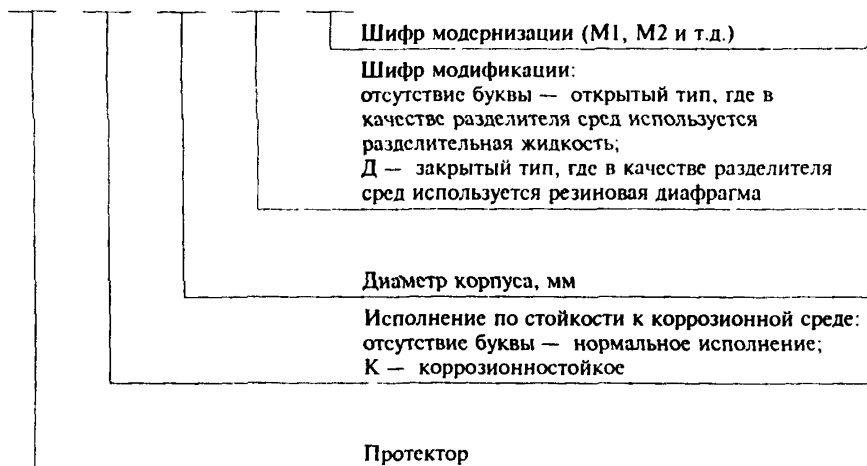 Шифр модернизации (М1, М2 и т.д.)
Шифр модификации:
отсутствие буквы — открытый тип, где в
качестве разделителя сред используется
разделительная жидкость;
Д — закрытый тип, где в качестве разделителя
сред используется резиновая диафрагма
Диаметр корпуса, мм
Исполнение по стойкости к коррозионной среде:
отсутствие буквы — нормальное исполнение;
К — коррозионностойкое
Протектор